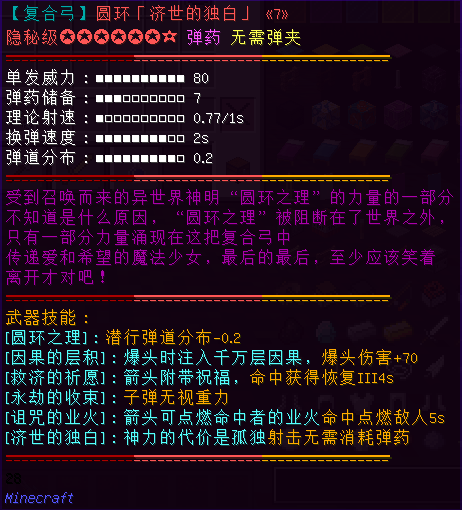 【复合弓】圆环「济世的独白」 «7»
隐秘级✪✪✪✪✪✪☆ 弹药 无需弹夹
单发威力：■■■■■■■■■■ 80
弹药储备：■■■□□□□□□□ 7
理论射速：■□□□□□□□□□ 0.77/1s
换弹速度：■■■■■■■■□□ 2s
弹道分布：■■■■■■■■■□ 0.2
受到召唤而来的异世界神明“圆环之理”的力量的一部分
不知道是什么原因，“圆环之理”被阻断在了世界之外，
只有一部分力量涌现在这把复合弓中
传递爱和希望的魔法少女，最后的最后，至少应该笑着
离开才对吧！
武器技能：
[圆环之理]：潜行弹道分布-0.2
[因果的层积]：爆头时注入千万层因果，爆头伤害+70
[救济的祈愿]：箭头附带祝福，命中获得恢复III4s
[永劫的收束]：子弹无视重力
[诅咒的业火]：箭头可点燃命中者的业火命中点燃敌人5s
[济世的独白]：神力的代价是孤独射击无需消耗弹药
Minecraft